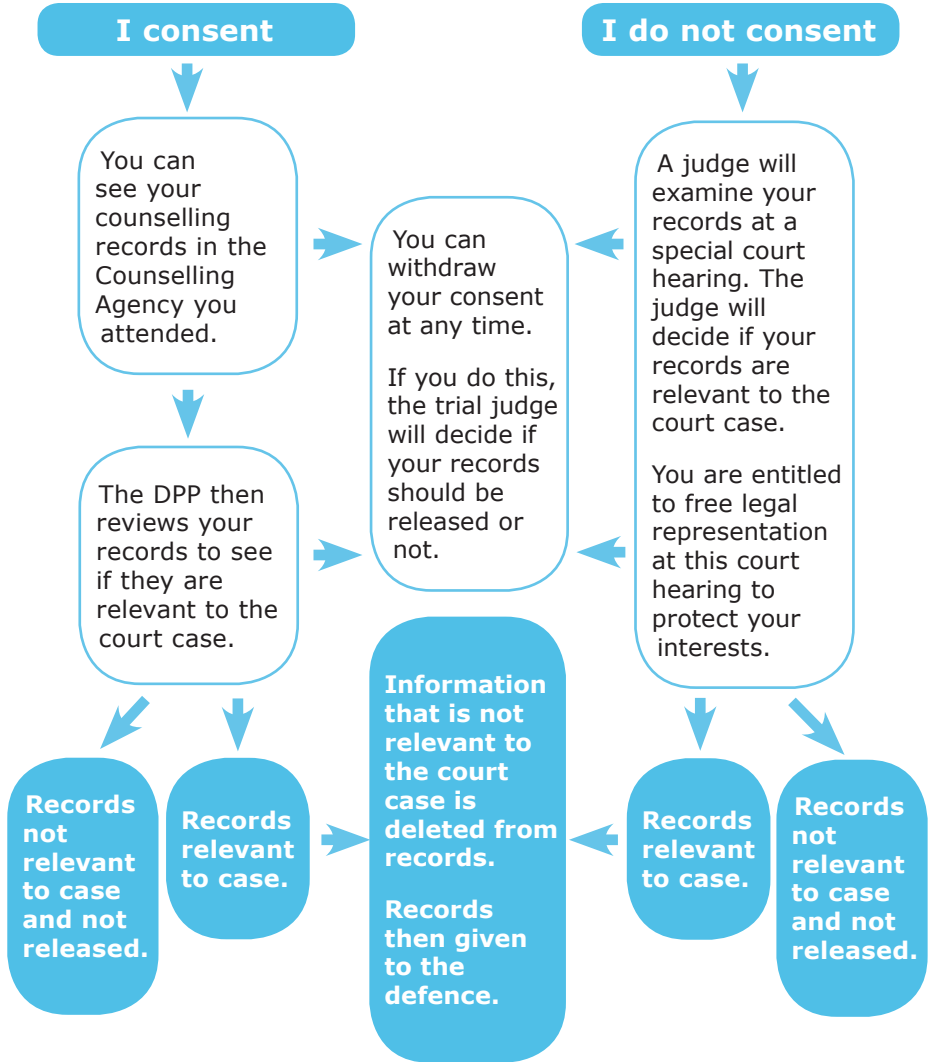 I consent
I do not consent
You can
see your
counselling
records in the
Counselling
Agency you
attended.
The DPP then
reviews your
records to see
if they are
relevant to the
court case.
You can
withdraw
your consent
at any time.
If you do this,
the trial judge
will decide if
your records
should be
released or
not.
A judge will
examine your
records at a
special court
hearing. The
judge will
decide if your
records are
relevant to the
court case.
You are entitled
to free legal
representation
at this court
hearing to
protect your
interests.
Records
not
relevant
to case
and not
released.
Records
relevant
to case.
Information
that is not
relevant to
the court
case is
deleted from
records.
Records
then given
to the
defence.
Records
relevant
to case.
Records
not
relevant
to case
and not
released.